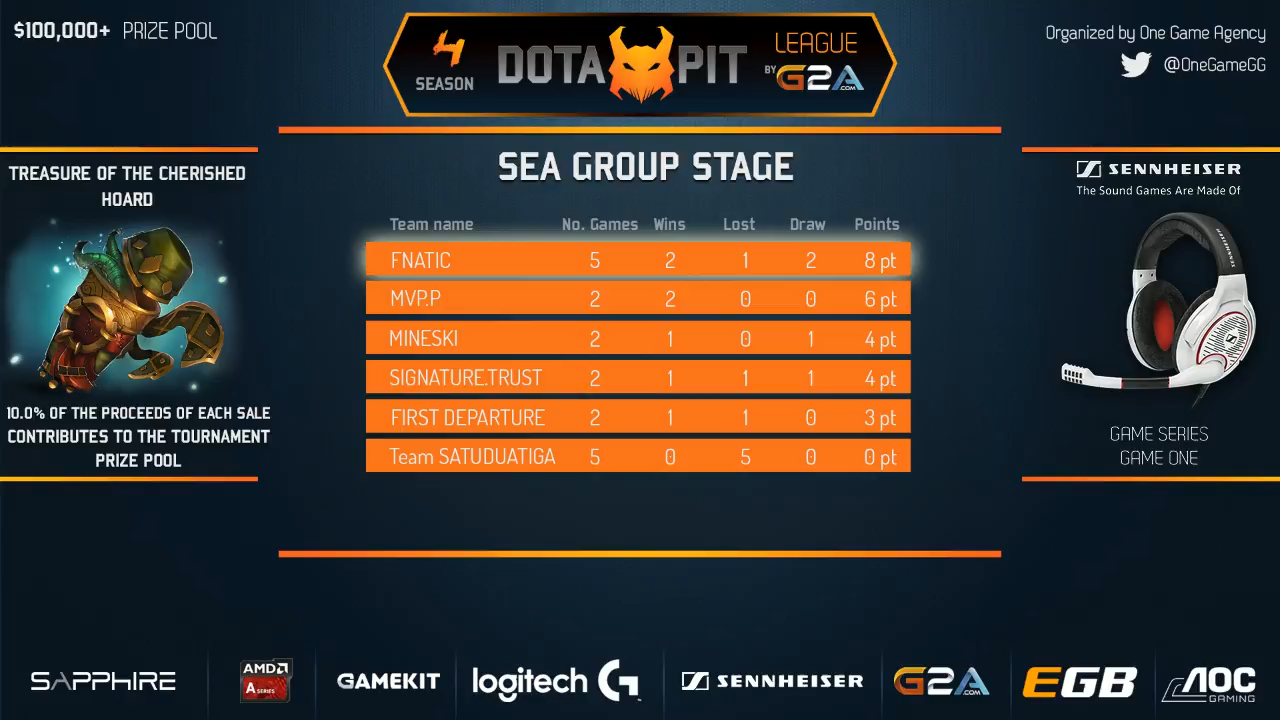 $100,000+ PRIZE POOL
4
SEASON
DOTA PIT
LEAGUE
BY G2A.COM
Organized by One Game Agency
@OneGameGG
TREASURE OF THE CHERISHED
HOARD
10.0% OF THE PROCEEDS OF EACH SALE
CONTRIBUTES TO THE TOURNAMENT
PRIZE POOL
SEA GROUP STAGE
Team name No. Games Wins Lost Draw Points
FNATIC 5 2 1 2 8 pt
MVP.P 2 2 0 0 6 pt
MINESKI 2 1 0 1 4 pt
SIGNATURE.TRUST 2 1 1 1 4 pt
FIRST DEPARTURE 2 1 1 0 3 pt
Team SATUDUATIGA 5 0 5 0 0 pt
SENNHEISER
The Sound Games Are Made Of
SENNHEISER
GAME SERIES
GAME ONE
SAPPHIRE
AMD
A SERIES
GAMEKIT
logitech G
SENNHEISER
G2A.COM
EGB
AOC
GAMING